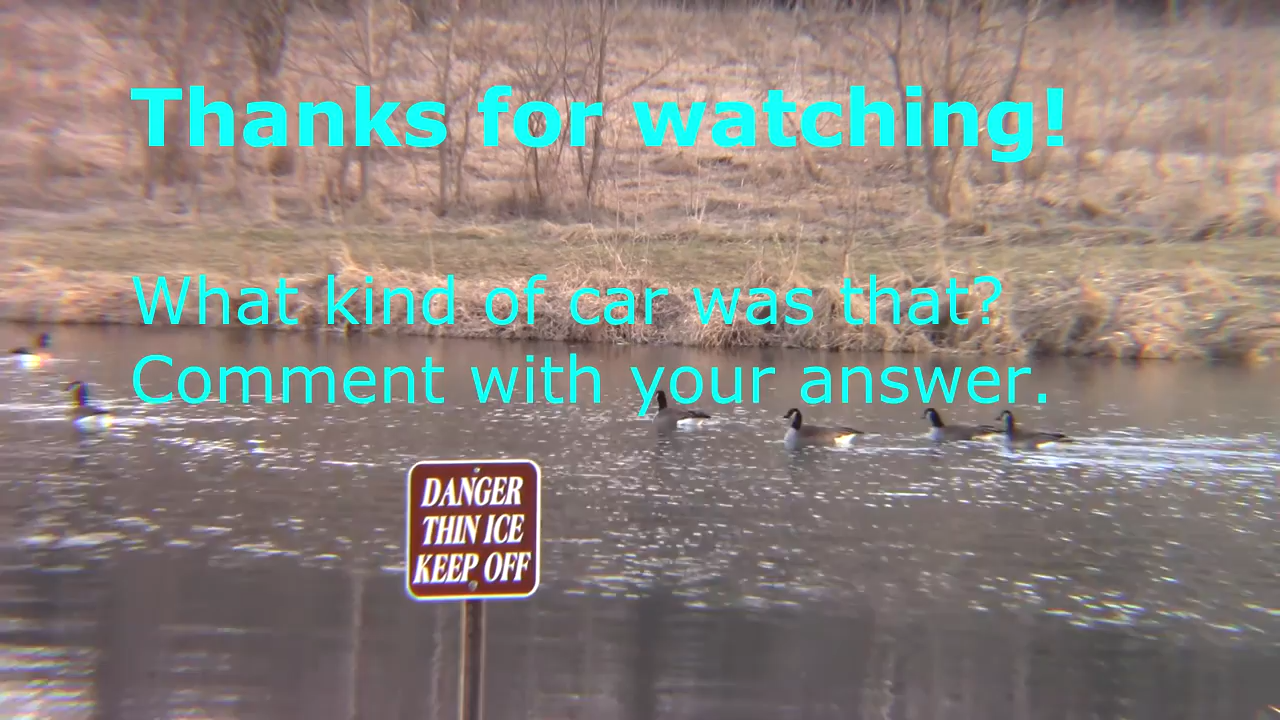 Thanks for watching!
What kind of car was that?
Comment with your answer.
DANGER
THIN ICE
KEEP OFF